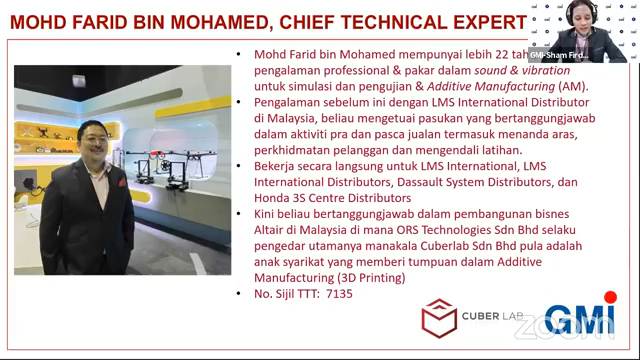 MOHD FARID BIN MOHAMED, CHIEF TECHNICAL EXPERT
GMI-Sham Fird...
• Mohd Farid bin Mohamed mempunyai lebih 22
pengalaman professional & pakar dalam sound & vibration
untuk simulasi dan pengujian & Additive Manufacturing (AM).
• Pengalaman sebelum ini dengan LMS International Distributor
di Malaysia, beliau mengetuai pasukan yang bertanggungjawab
dalam aktiviti pra dan pasca jualan termasuk menanda aras,
perkhidmatan pelanggan dan mengendali latihan.
• Bekerja secara langsung untuk LMS International, LMS
International Distributors, Dassault System Distributors, dan
Honda 3S Centre Distributors
• Kini beliau bertanggungjawab dalam pembangunan bisnes
Altair di Malaysia di mana ORS Technologies Sdn Bhd selaku
pengedar utamanya manakala Cuberlab Sdn Bhd pula adalah
anak syarikat yang memberi tumpuan dalam Additive
Manufacturing (3D Printing)
• No. Sijil TTT: 7135
CUBER LAB
GMI
zoom